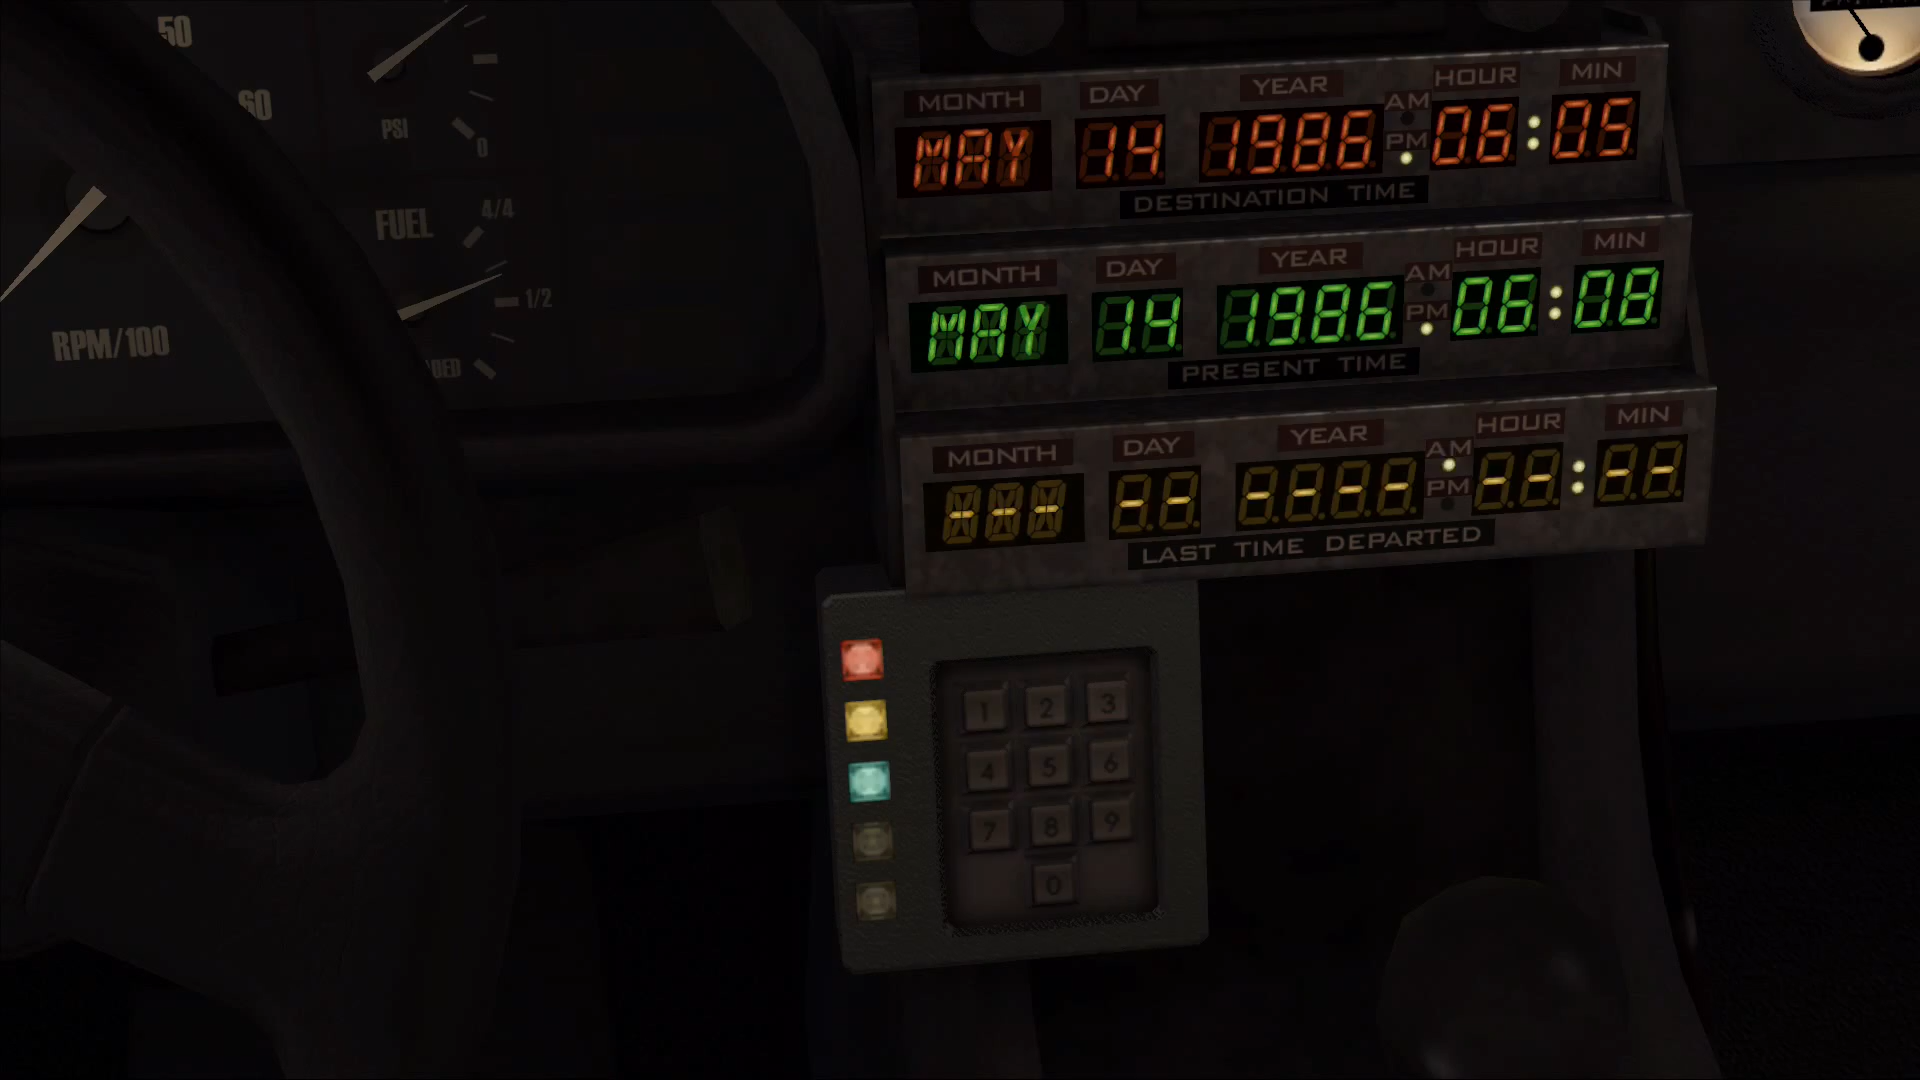 50
60
PSI
0
FUEL
4/4
1/2
RPM/100
MONTH DAY YEAR AM PM HOUR MIN
MAY 14 1986 06:05
DESTINATION TIME
MONTH DAY YEAR AM PM HOUR MIN
MAY 14 1986 06:08
PRESENT TIME
MONTH DAY YEAR AM PM HOUR MIN
--- -- ---- --:--
LAST TIME DEPARTED
1 2 3
4 5 6
7 8 9
0